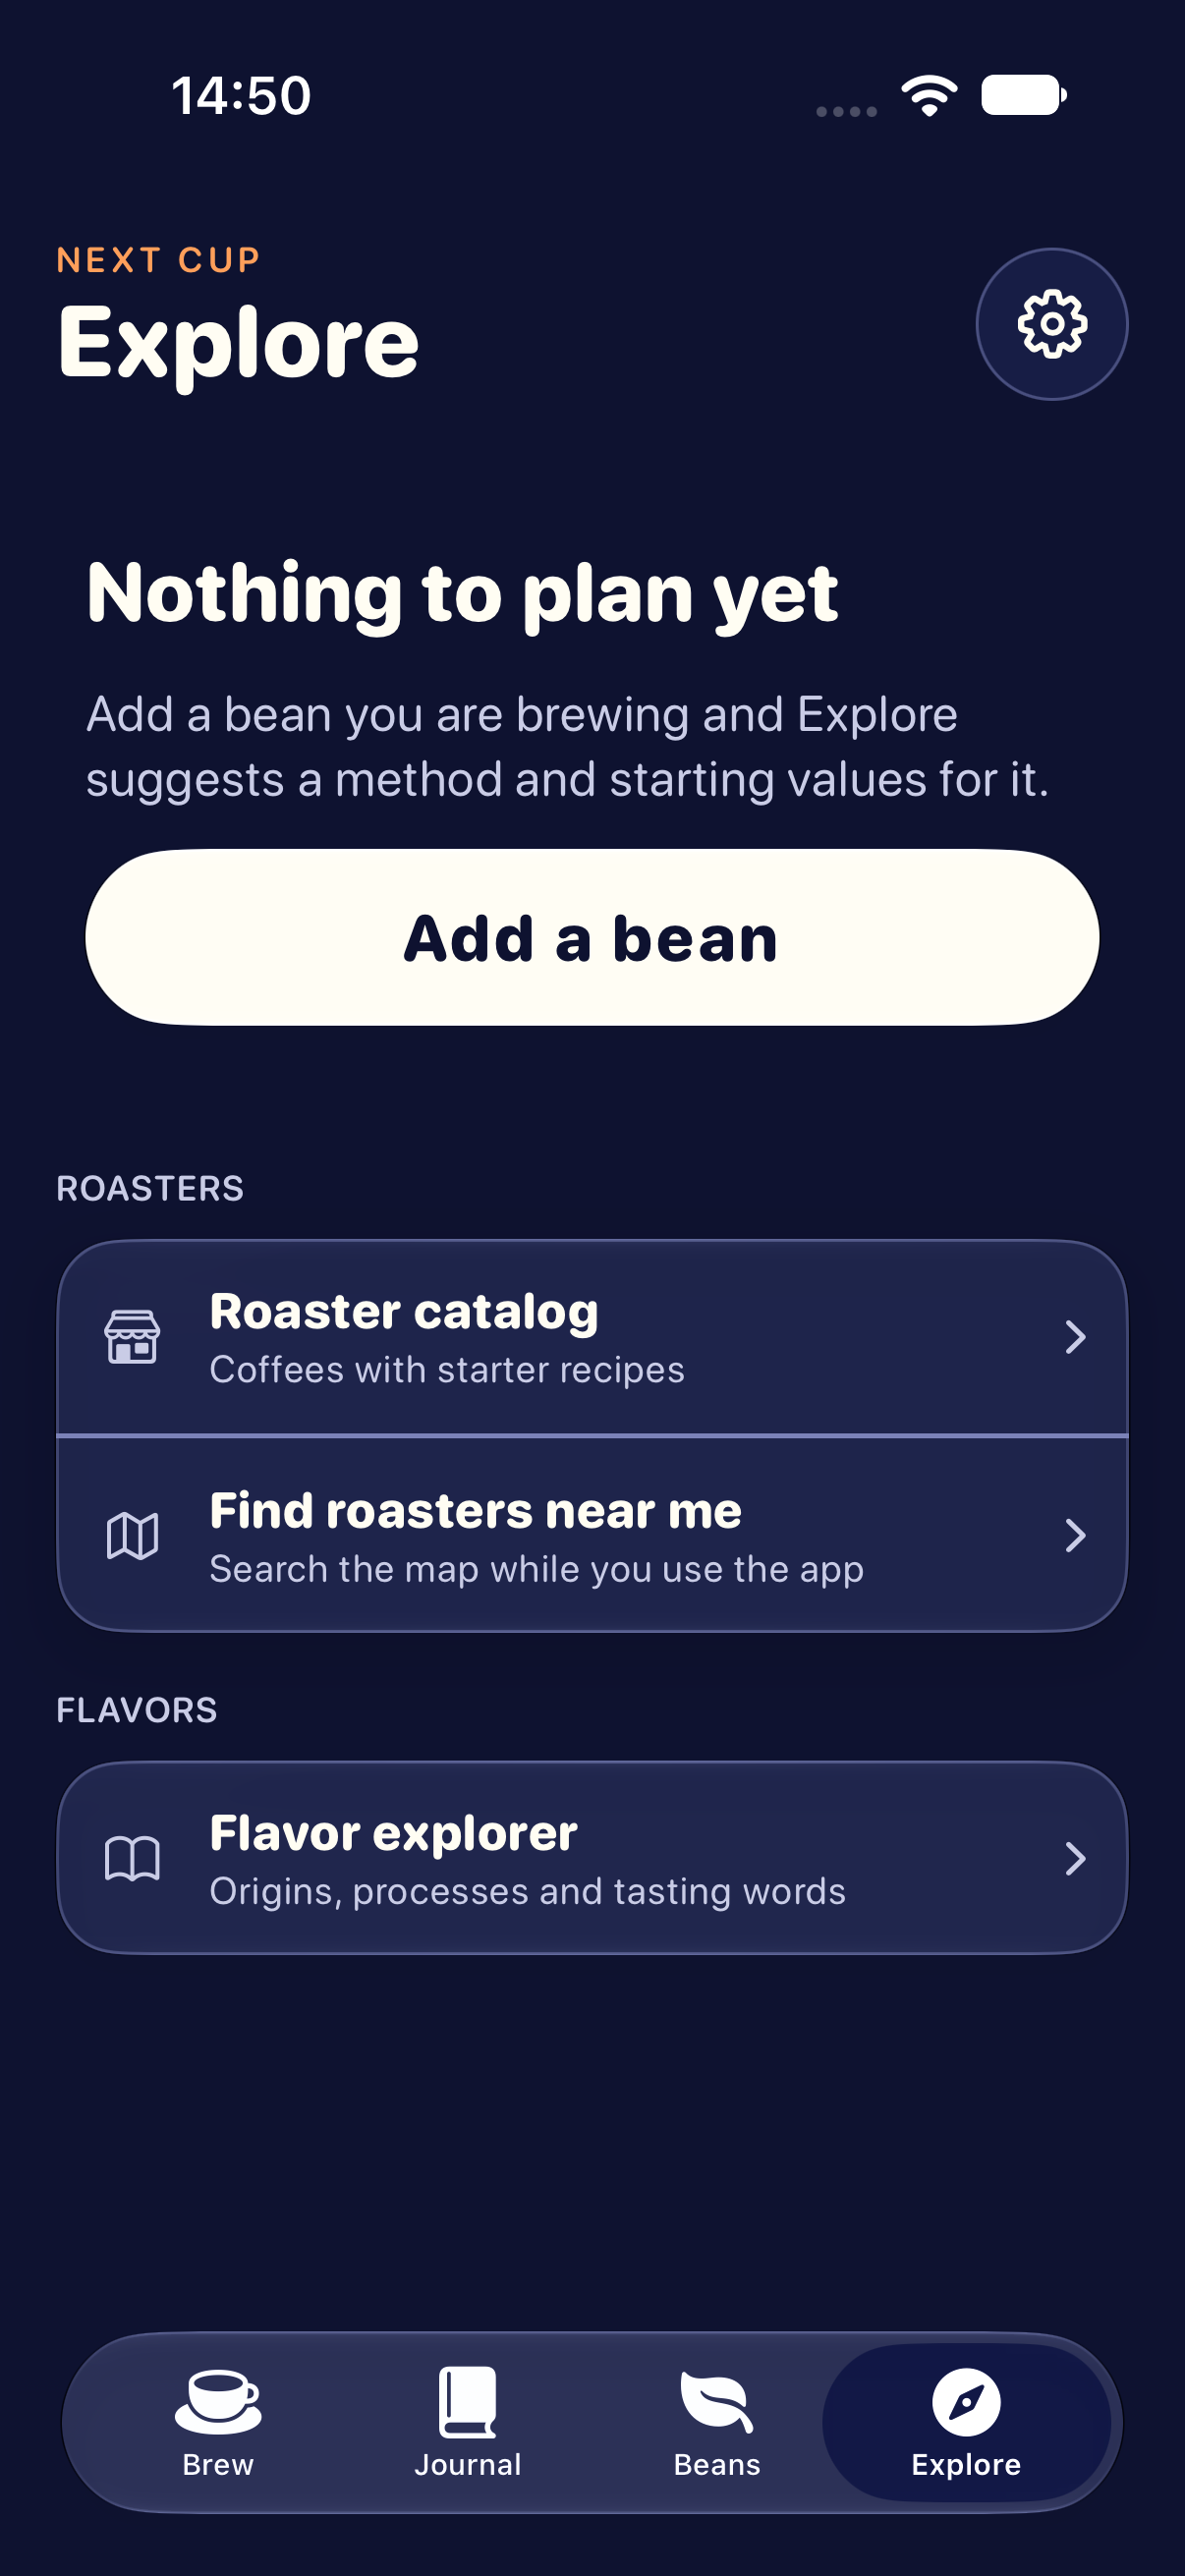 14:50
NEXT CUP
Explore
Nothing to plan yet
Add a bean you are brewing and Explore
suggests a method and starting values for it.
Add a bean
ROASTERS
Roaster catalog
Coffees with starter recipes
Find roasters near me
Search the map while you use the app
FLAVORS
Flavor explorer
Origins, processes and tasting words
Brew
Journal
Beans
Explore